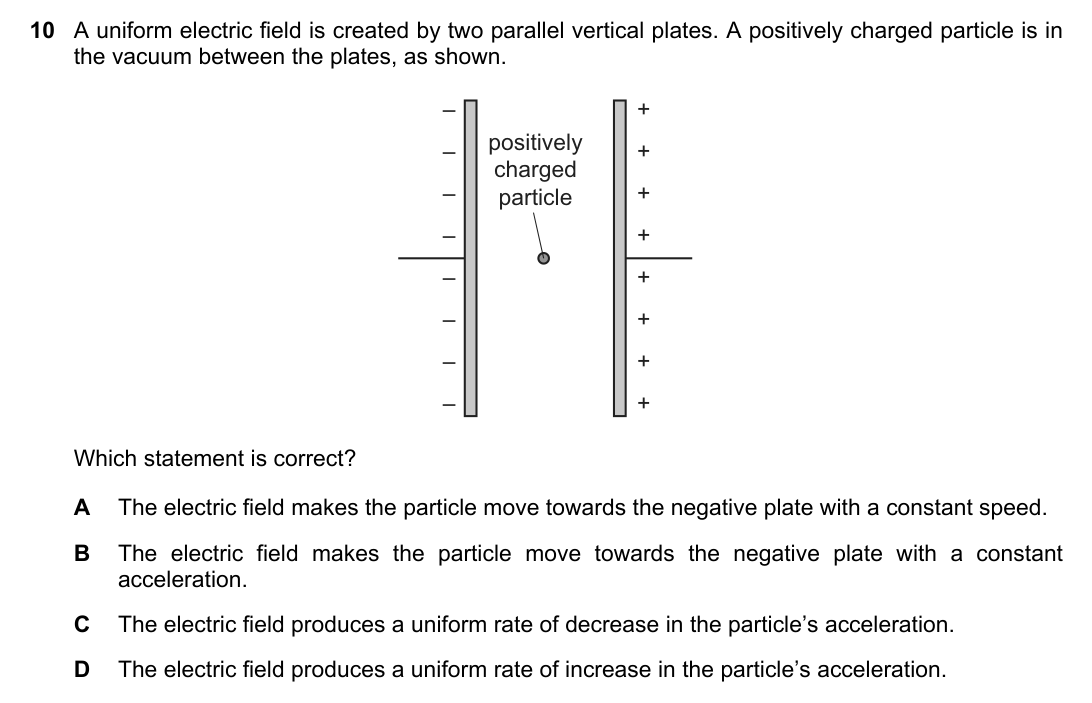 10 A uniform electric field is created by two parallel vertical plates. A positively charged particle is in
the vacuum between the plates, as shown.
– +
positively
– charged +
– particle +
– +
– +
– +
– +
– +
Which statement is correct?
A The electric field makes the particle move towards the negative plate with a constant speed.
B The electric field makes the particle move towards the negative plate with a constant
acceleration.
C The electric field produces a uniform rate of decrease in the particle’s acceleration.
D The electric field produces a uniform rate of increase in the particle’s acceleration.